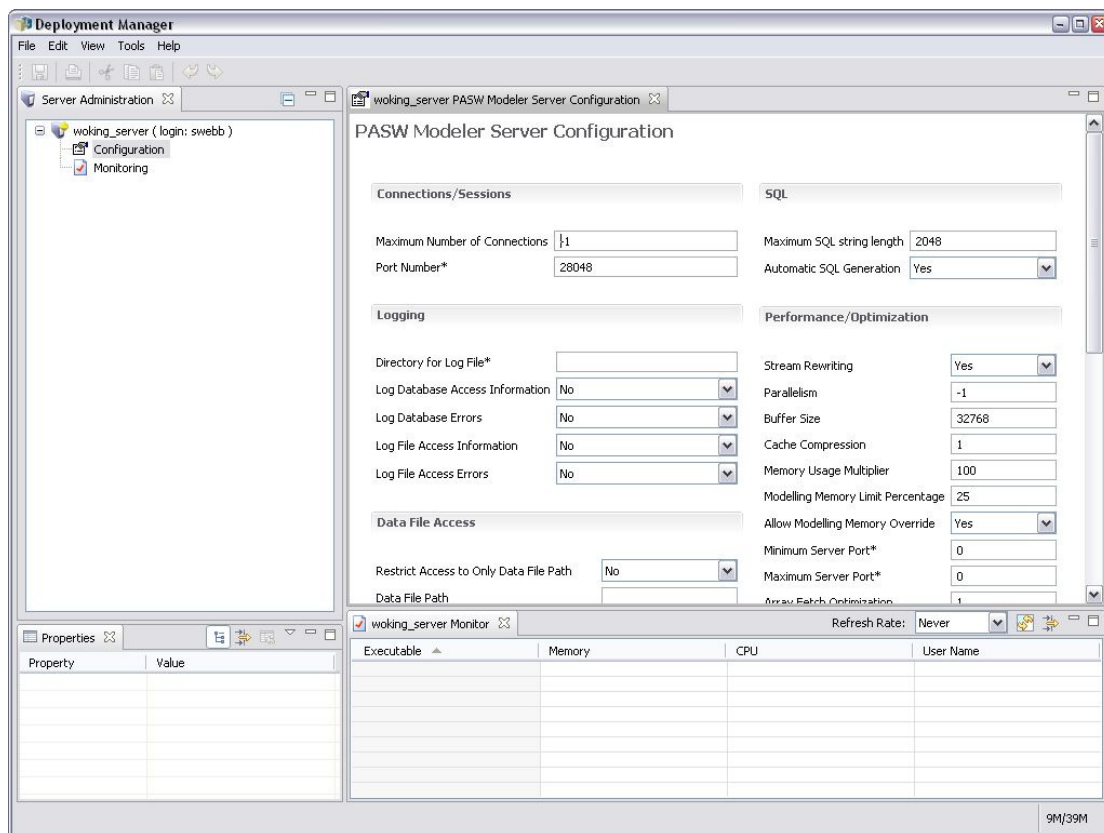 Deployment Manager
File Edit View Tools Help
Server Administration
woking_server ( login: swebb )
Configuration
Monitoring
woking_server PASW Modeler Server Configuration
PASW Modeler Server Configuration
Connections/Sessions
Maximum Number of Connections -1
Port Number* 28048
Logging
Directory for Log File*
Log Database Access Information No
Log Database Errors No
Log File Access Information No
Log File Access Errors No
Data File Access
Restrict Access to Only Data File Path No
Data File Path
SQL
Maximum SQL string length 2048
Automatic SQL Generation Yes
Performance/Optimization
Stream Rewriting Yes
Parallelism -1
Buffer Size 32768
Cache Compression 1
Memory Usage Multiplier 100
Modelling Memory Limit Percentage 25
Allow Modelling Memory Override Yes
Minimum Server Port* 0
Maximum Server Port* 0
Array Fetch Optimization 1
Properties
Property Value
woking_server Monitor
Refresh Rate: Never
Executable Memory CPU User Name
9M/39M